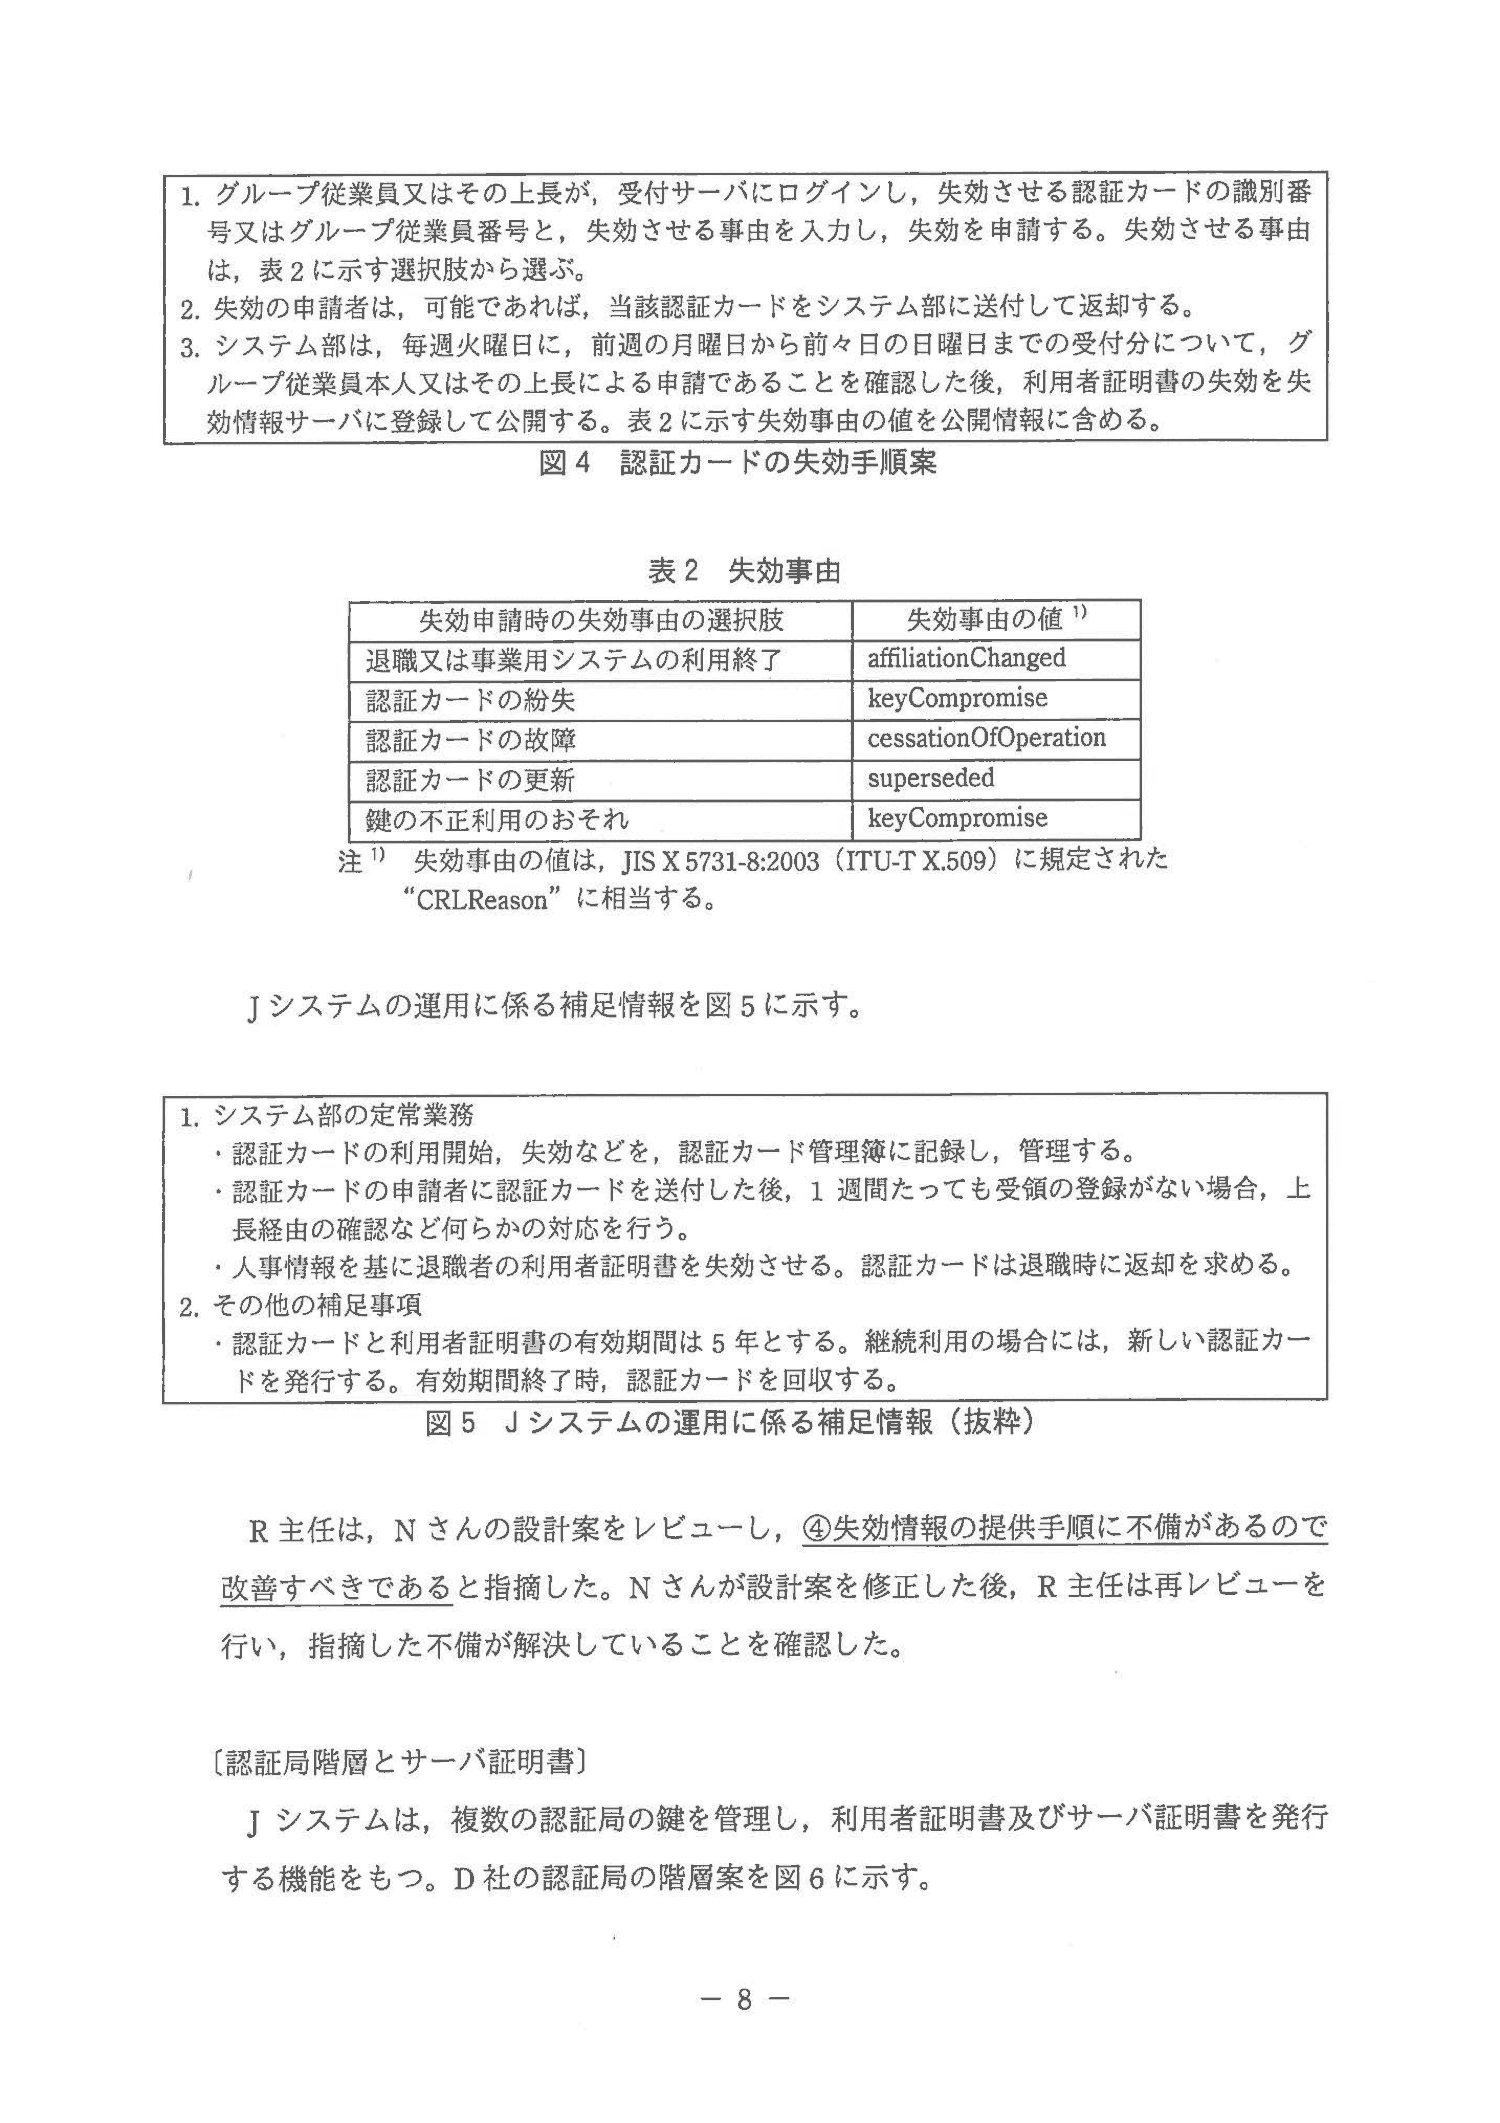 1. グループ従業員又はその上長が，受付サーバにログインし，失効させる認証カードの識別番
号又はグループ従業員番号と，失効させる事由を入力し，失効を申請する。失効させる事由
は，表2に示す選択肢から選ぶ。
2. 失効の申請者は，可能であれば，当該認証カードをシステム部に送付して返却する。
3. システム部は，毎週火曜日に，前週の月曜日から前々日の日曜日までの受付分について，グ
ループ従業員本人又はその上長による申請であることを確認した後，利用者証明書の失効を失
効情報サーバに登録して公開する。表2に示す失効事由の値を公開情報に含める。
図4　認証カードの失効手順案
表2　失効事由
失効申請時の失効事由の選択肢　失効事由の値 1)
退職又は事業用システムの利用終了　affiliationChanged
認証カードの紛失　keyCompromise
認証カードの故障　cessationOfOperation
認証カードの更新　superseded
鍵の不正利用のおそれ　keyCompromise
注 1)　失効事由の値は，JIS X 5731-8:2003（ITU-T X.509）に規定された
“CRLReason”に相当する。
Jシステムの運用に係る補足情報を図5に示す。
1. システム部の定常業務
・認証カードの利用開始，失効などを，認証カード管理簿に記録し，管理する。
・認証カードの申請者に認証カードを送付した後，1 週間たっても受領の登録がない場合，上
長経由の確認など何らかの対応を行う。
・人事情報を基に退職者の利用者証明書を失効させる。認証カードは退職時に返却を求める。
2. その他の補足事項
・認証カードと利用者証明書の有効期間は 5 年とする。継続利用の場合には，新しい認証カー
ドを発行する。有効期間終了時，認証カードを回収する。
図5　Jシステムの運用に係る補足情報（抜粋）
R 主任は，N さんの設計案をレビューし，④失効情報の提供手順に不備があるので
改善すべきであると指摘した。N さんが設計案を修正した後，R 主任は再レビューを
行い，指摘した不備が解決していることを確認した。
〔認証局階層とサーバ証明書〕
J システムは，複数の認証局の鍵を管理し，利用者証明書及びサーバ証明書を発行
する機能をもつ。D 社の認証局の階層案を図6に示す。
－ 8 －